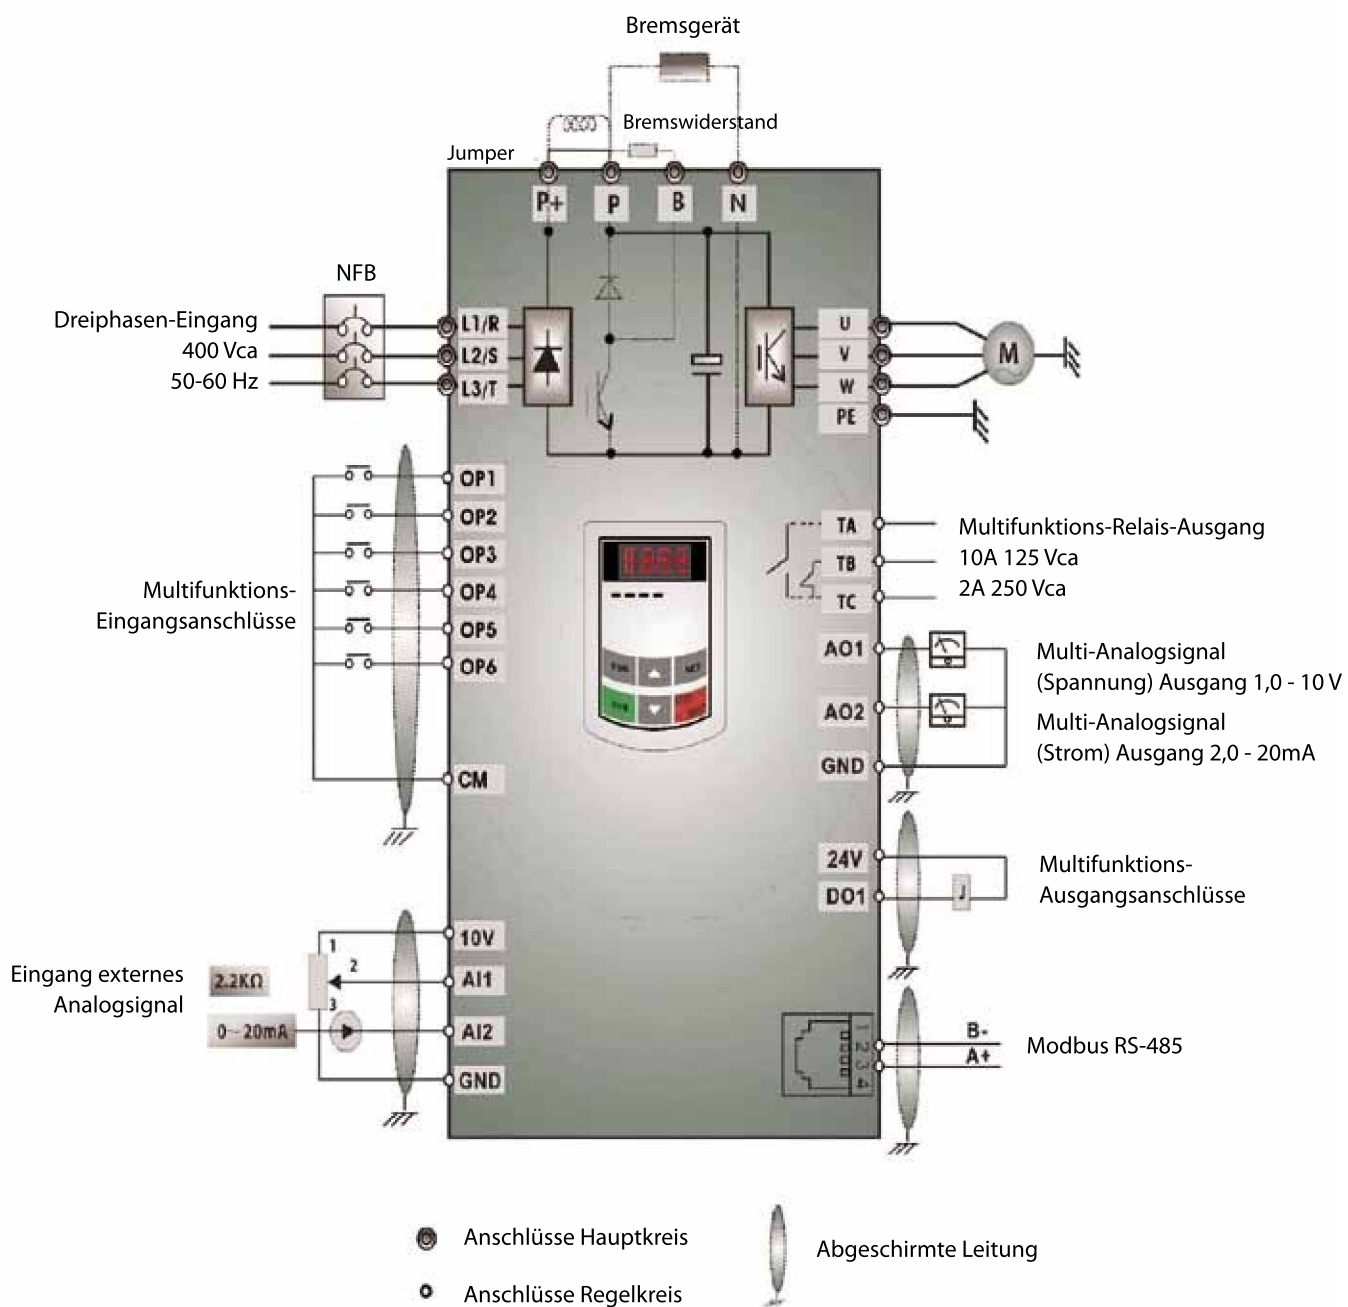 Bremsgerät
Bremswiderstand
Jumper
P+ P B N
NFB
Dreiphasen-Eingang
400 Vca
50-60 Hz
L1/R
L2/S
L3/T
U
V
W
PE
M
OP1
OP2
OP3
OP4
OP5
OP6
CM
Multifunktions-
Eingangsanschlüsse
TA
TB
TC
Multifunktions-Relais-Ausgang
10A 125 Vca
2A 250 Vca
AO1
AO2
GND
Multi-Analogsignal
(Spannung) Ausgang 1,0 - 10 V
Multi-Analogsignal
(Strom) Ausgang 2,0 - 20mA
24V
DO1
J
Multifunktions-
Ausgangsanschlüsse
10V
AI1
AI2
GND
1
2
3
Eingang externes
Analogsignal
2.2KΩ
0~20mA
1
2
3
4
B-
A+
Modbus RS-485
Anschlüsse Hauptkreis
Anschlüsse Regelkreis
Abgeschirmte Leitung